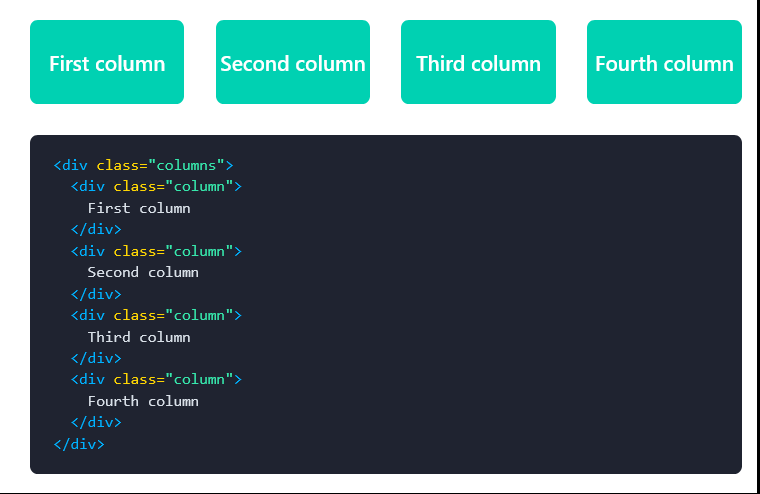 First column
Second column
Third column
Fourth column
<div class="columns">
  <div class="column">
    First column
  </div>
  <div class="column">
    Second column
  </div>
  <div class="column">
    Third column
  </div>
  <div class="column">
    Fourth column
  </div>
</div>